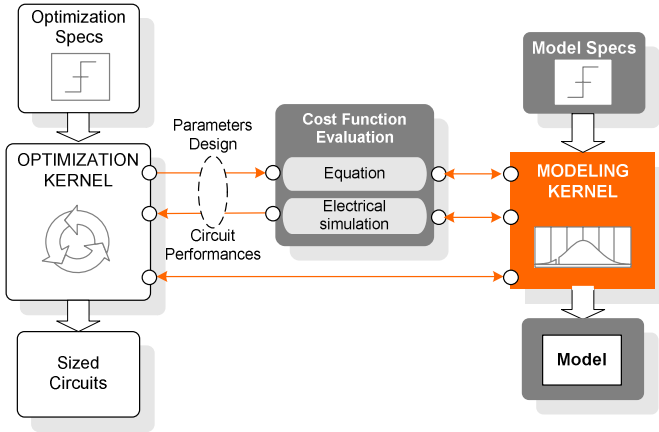 Optimization
Specs
OPTIMIZATION
KERNEL
Sized
Circuits
Parameters
Design
Circuit
Performances
Cost Function
Evaluation
Equation
Electrical
simulation
Model Specs
MODELING
KERNEL
Model